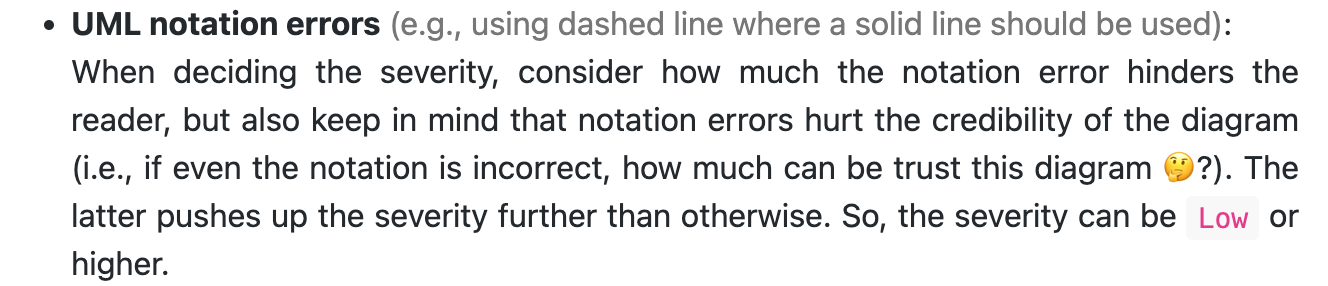 • UML notation errors (e.g., using dashed line where a solid line should be used):
When deciding the severity, consider how much the notation error hinders the
reader, but also keep in mind that notation errors hurt the credibility of the diagram
(i.e., if even the notation is incorrect, how much can be trust this diagram 🤔?). The
latter pushes up the severity further than otherwise. So, the severity can be Low or
higher.